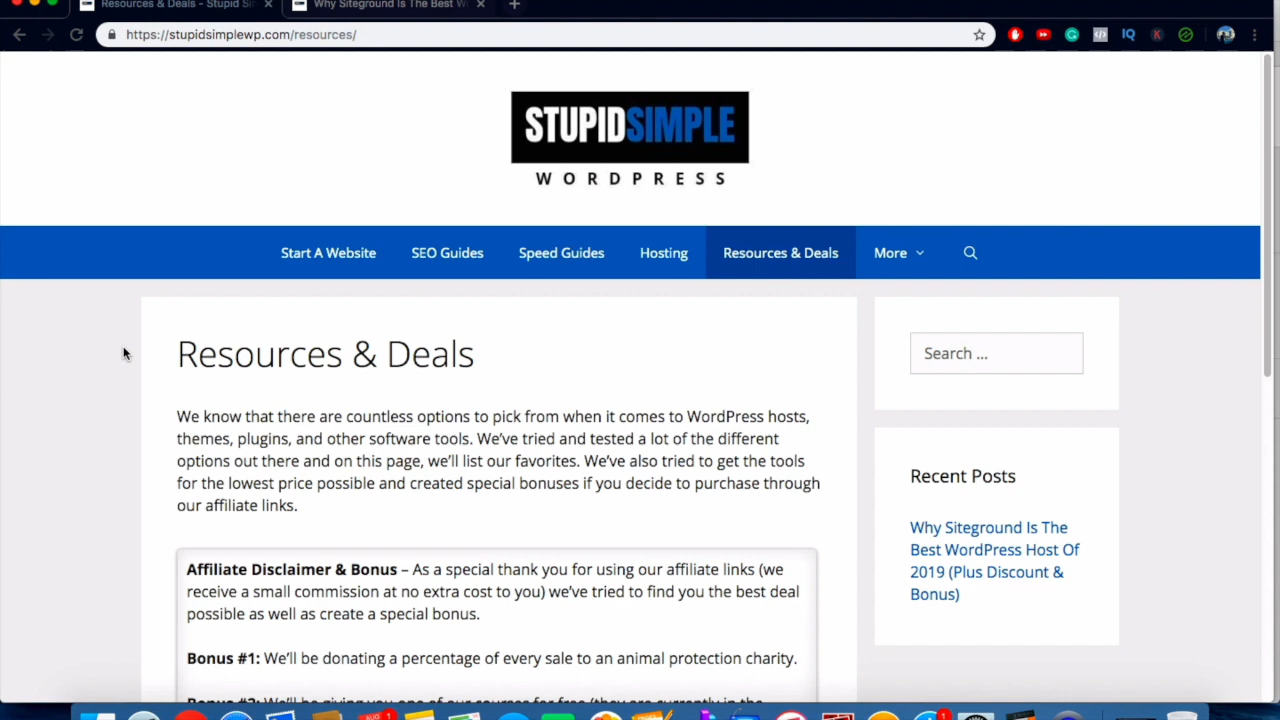 Resources & Deals - Stupid Si
Why Siteground Is The Best W
https://stupidsimplewp.com/resources/
IQ
K
STUPIDSIMPLE
WORDPRESS
Start A Website
SEO Guides
Speed Guides
Hosting
Resources & Deals
More
Resources & Deals
We know that there are countless options to pick from when it comes to WordPress hosts,
themes, plugins, and other software tools. We’ve tried and tested a lot of the different
options out there and on this page, we’ll list our favorites. We’ve also tried to get the tools
for the lowest price possible and created special bonuses if you decide to purchase through
our affiliate links.
Affiliate Disclaimer & Bonus – As a special thank you for using our affiliate links (we
receive a small commission at no extra cost to you) we’ve tried to find you the best deal
possible as well as create a special bonus.
Bonus #1: We’ll be donating a percentage of every sale to an animal protection charity.
Bonus #2: We’ll be giving you one of our courses for free (they are currently in the
Search ...
Recent Posts
Why Siteground Is The
Best WordPress Host Of
2019 (Plus Discount &
Bonus)
AUG
1
1